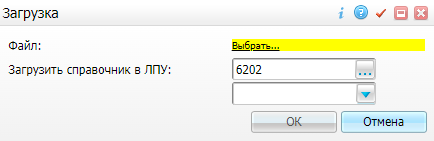 Загрузка
Файл: Выбрать...
Загрузить справочник в ЛПУ: 6202 ...
ОК Отмена